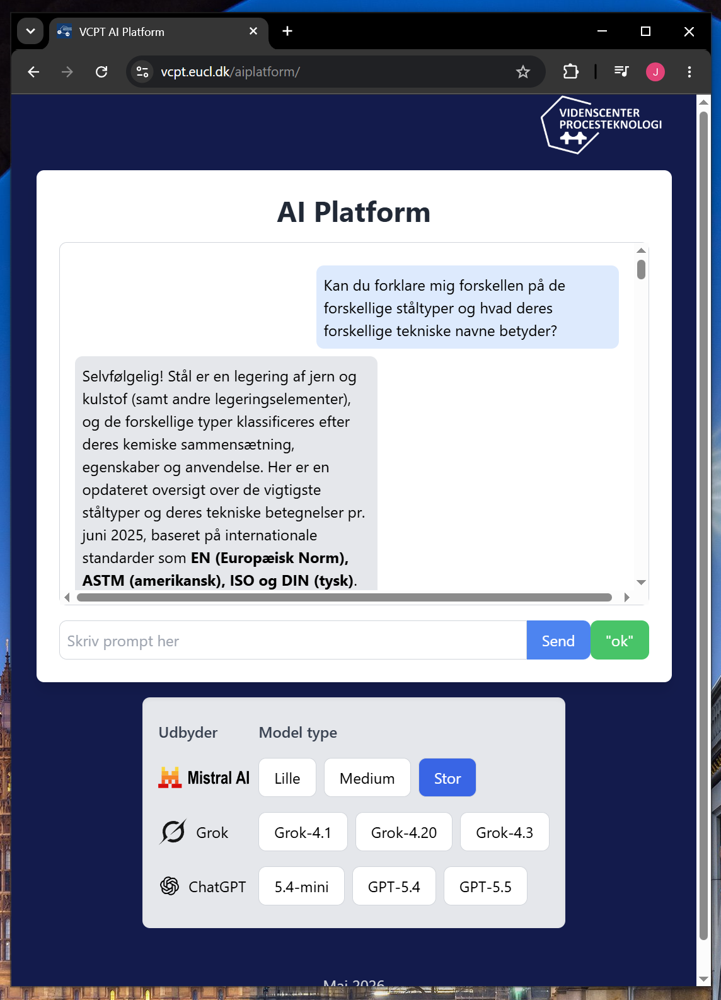 VCPT AI Platform
vcpt.eucl.dk/aiplatform/
J
VIDENSCENTER
PROCESTEKNOLOGI
AI Platform
Kan du forklare mig forskellen på de
forskellige ståltyper og hvad deres
forskellige tekniske navne betyder?
Selvfølgelig! Stål er en legering af jern og
kulstof (samt andre legeringselementer),
og de forskellige typer klassificeres efter
deres kemiske sammensætning,
egenskaber og anvendelse. Her er en
opdateret oversigt over de vigtigste
ståltyper og deres tekniske betegnelser pr.
juni 2025, baseret på internationale
standarder som EN (Europæisk Norm),
ASTM (amerikansk), ISO og DIN (tysk).
Skriv prompt her
Send
"ok"
Udbyder Model type
Mistral AI Lille Medium Stor
Grok Grok-4.1 Grok-4.20 Grok-4.3
ChatGPT 5.4-mini GPT-5.4 GPT-5.5
Maj 2026